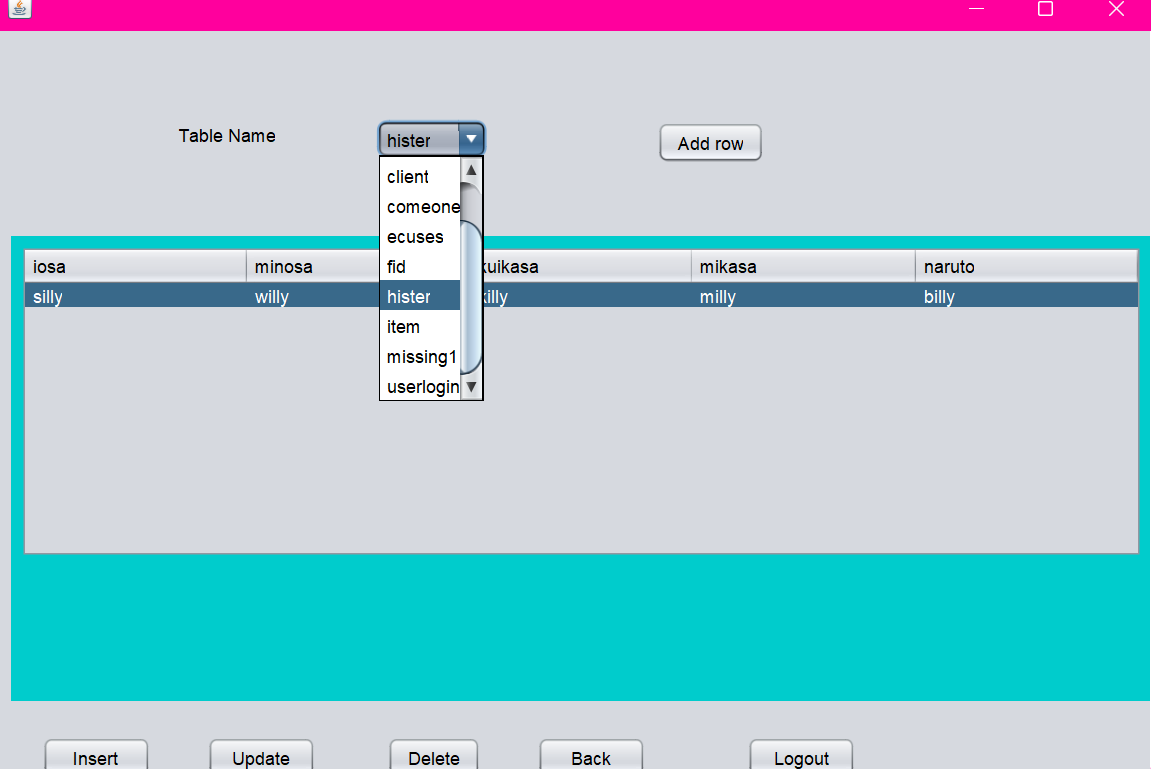 Table Name
hister
Add row
client
comeone
ecuses
fid
hister
item
missing1
userlogin
iosa minosa kuikasa mikasa naruto
silly willy killy milly billy
Insert Update Delete Back Logout